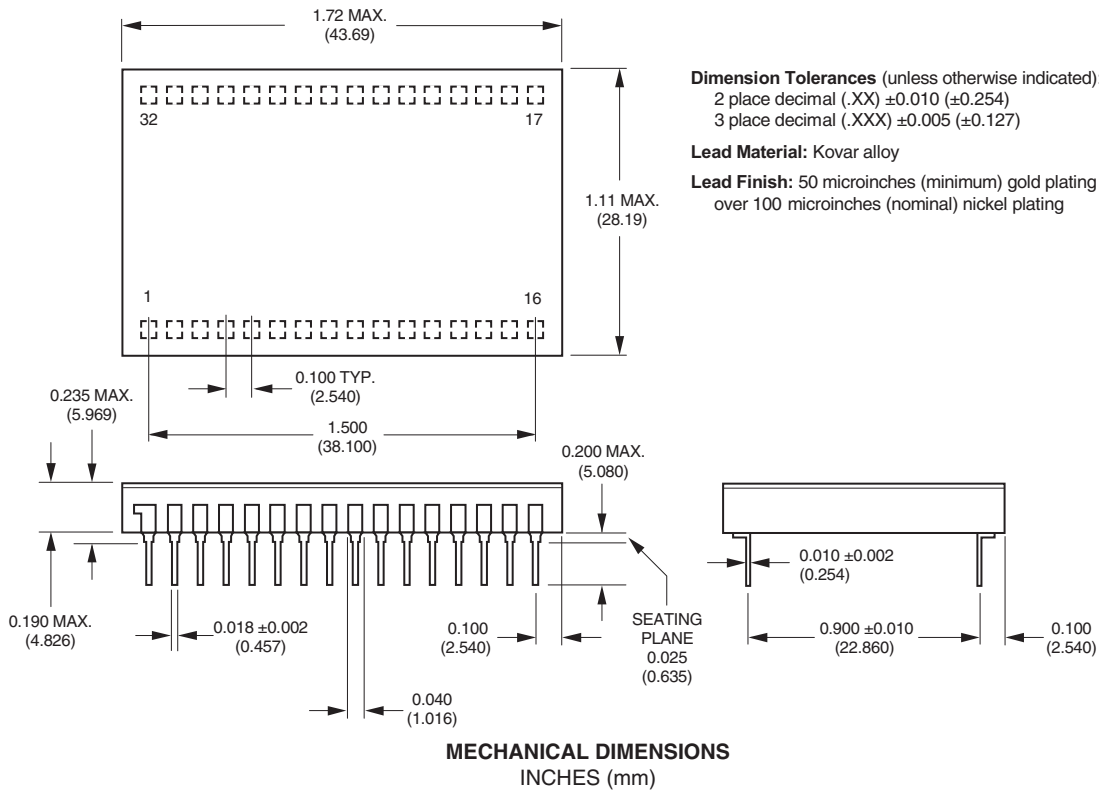 1.72 MAX.
(43.69)
Dimension Tolerances (unless otherwise indicated):
2 place decimal (.XX) ±0.010 (±0.254)
3 place decimal (.XXX) ±0.005 (±0.127)
Lead Material: Kovar alloy
Lead Finish: 50 microinches (minimum) gold plating
over 100 microinches (nominal) nickel plating
32
17
1.11 MAX.
(28.19)
1
16
0.100 TYP.
(2.540)
0.235 MAX.
(5.969)
1.500
(38.100)
0.200 MAX.
(5.080)
0.010 ±0.002
(0.254)
0.190 MAX.
(4.826)
0.018 ±0.002
(0.457)
0.100
(2.540)
SEATING
PLANE
0.025
(0.635)
0.900 ±0.010
(22.860)
0.100
(2.540)
0.040
(1.016)
MECHANICAL DIMENSIONS
INCHES (mm)